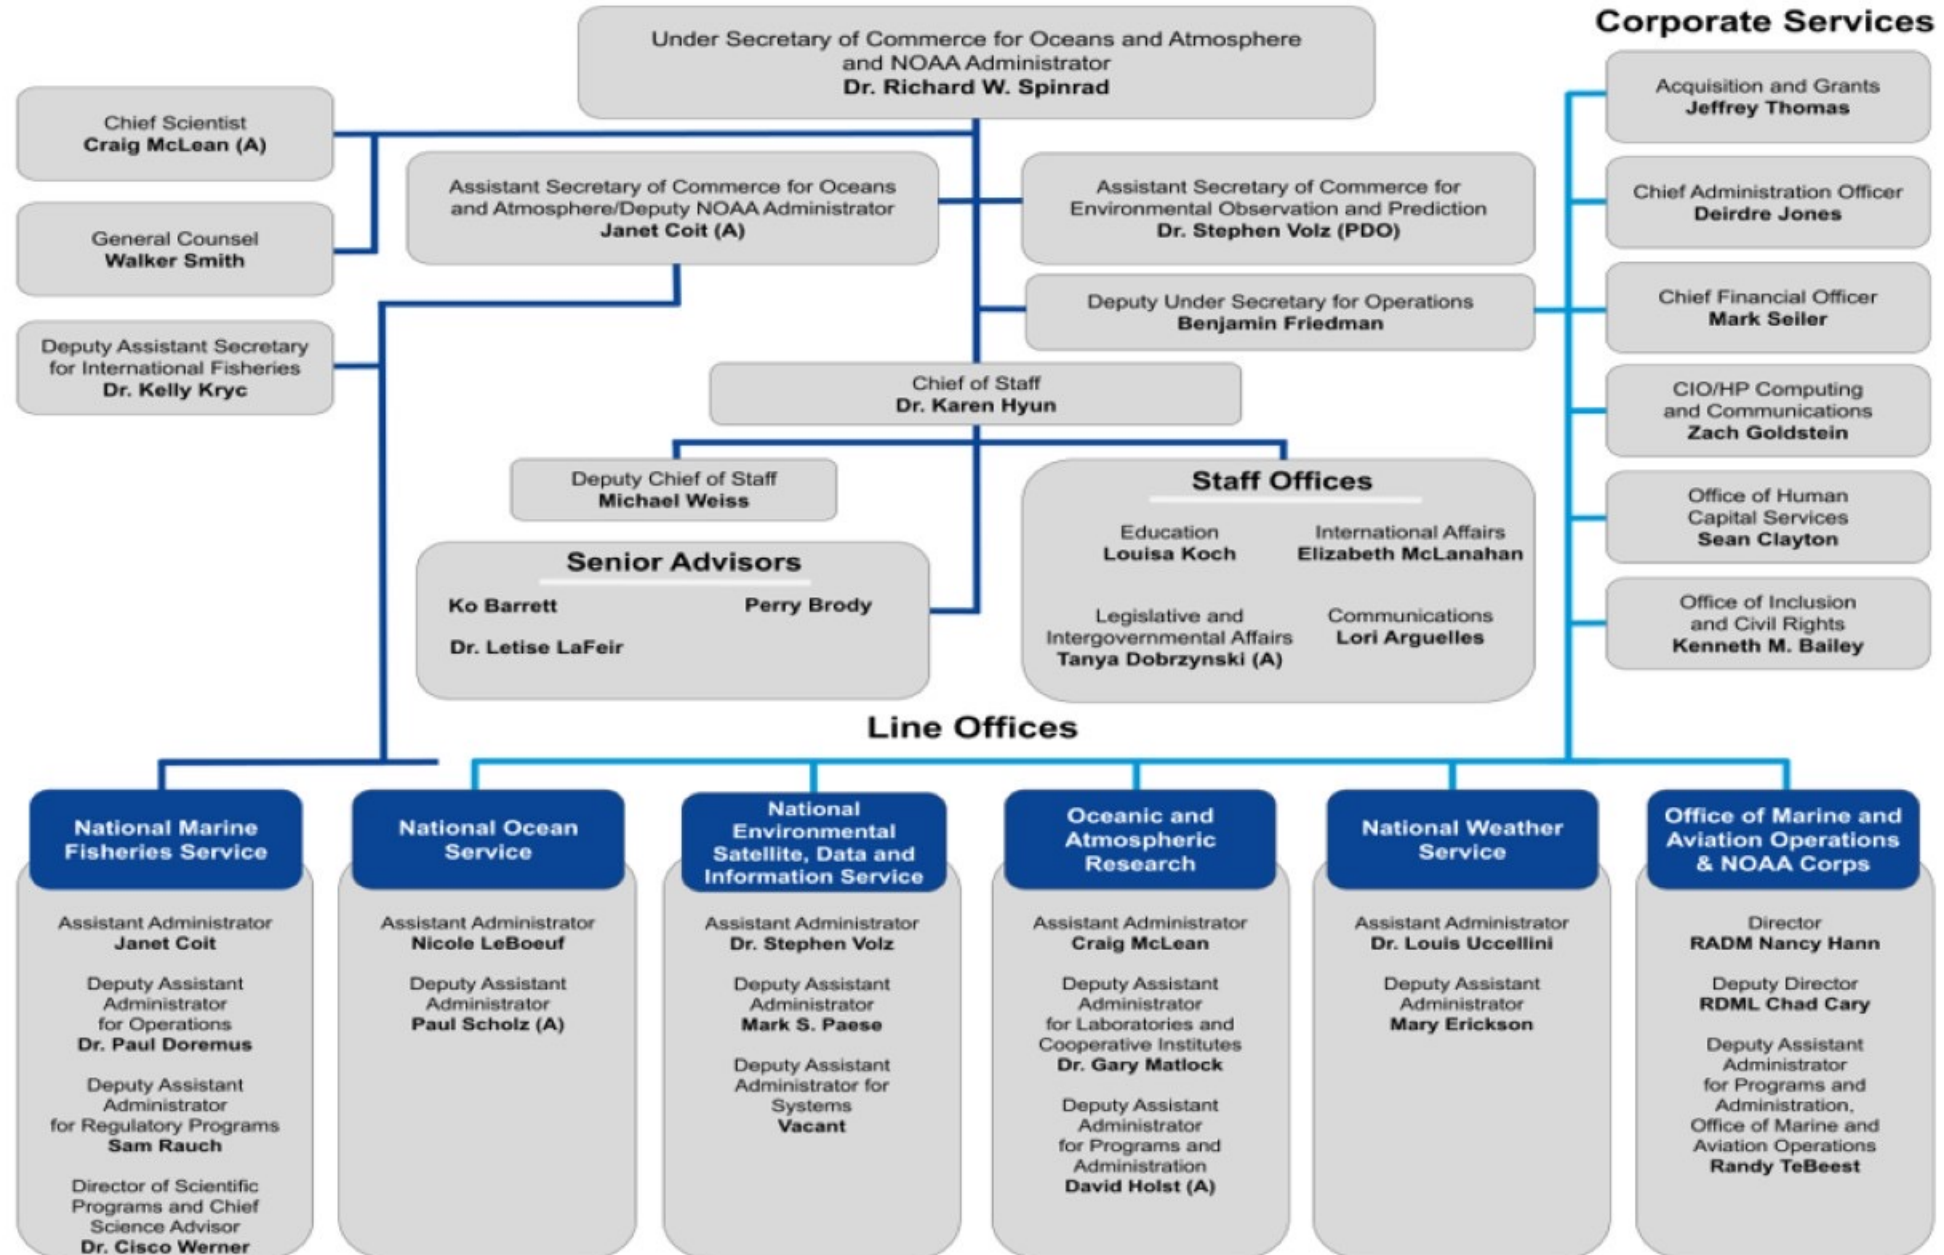 Corporate Services
Under Secretary of Commerce for Oceans and Atmosphere
and NOAA Administrator
Dr. Richard W. Spinrad
Chief Scientist
Craig McLean (A)
General Counsel
Walker Smith
Deputy Assistant Secretary
for International Fisheries
Dr. Kelly Kryc
Assistant Secretary of Commerce for Oceans
and Atmosphere/Deputy NOAA Administrator
Janet Coit (A)
Assistant Secretary of Commerce for
Environmental Observation and Prediction
Dr. Stephen Volz (PDO)
Deputy Under Secretary for Operations
Benjamin Friedman
Chief of Staff
Dr. Karen Hyun
Deputy Chief of Staff
Michael Weiss
Senior Advisors
Ko Barrett
Perry Brody
Dr. Letise LaFeir
Staff Offices
Education
Louisa Koch
International Affairs
Elizabeth McLanahan
Legislative and
Intergovernmental Affairs
Tanya Dobrzynski (A)
Communications
Lori Arguelles
Acquisition and Grants
Jeffrey Thomas
Chief Administration Officer
Deirdre Jones
Chief Financial Officer
Mark Seiler
CIO/HP Computing
and Communications
Zach Goldstein
Office of Human
Capital Services
Sean Clayton
Office of Inclusion
and Civil Rights
Kenneth M. Bailey
Line Offices
National Marine
Fisheries Service
Assistant Administrator
Janet Coit
Deputy Assistant
Administrator
for Operations
Dr. Paul Doremus
Deputy Assistant
Administrator
for Regulatory Programs
Sam Rauch
Director of Scientific
Programs and Chief
Science Advisor
Dr. Cisco Werner
National Ocean
Service
Assistant Administrator
Nicole LeBoeuf
Deputy Assistant
Administrator
Paul Scholz (A)
National
Environmental
Satellite, Data and
Information Service
Assistant Administrator
Dr. Stephen Volz
Deputy Assistant
Administrator
Mark S. Paese
Deputy Assistant
Administrator for
Systems
Vacant
Oceanic and
Atmospheric
Research
Assistant Administrator
Craig McLean
Deputy Assistant
Administrator
for Laboratories and
Cooperative Institutes
Dr. Gary Matlock
Deputy Assistant
Administrator
for Programs and
Administration
David Holst (A)
National Weather
Service
Assistant Administrator
Dr. Louis Uccellini
Deputy Assistant
Administrator
Mary Erickson
Office of Marine and
Aviation Operations
& NOAA Corps
Director
RADM Nancy Hann
Deputy Director
RDML Chad Cary
Deputy Assistant
Administrator
for Programs and
Administration,
Office of Marine and
Aviation Operations
Randy TeBeest